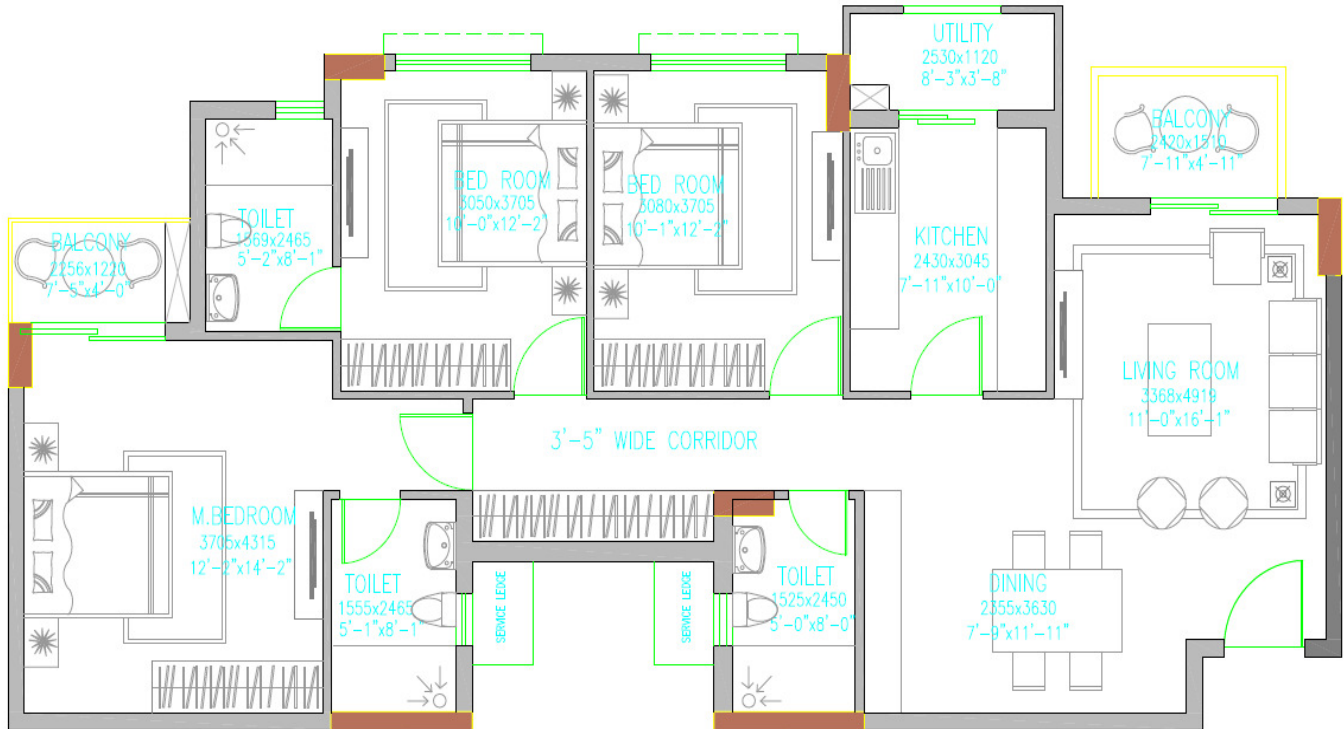 UTILITY
2530x1120
8'-3"x3'-8"
BALCONY
2420x1510
7'-11"x4'-11"
BED ROOM
3050x3705
10'-0"x12'-2"
BED ROOM
3080x3705
10'-1"x12'-2"
TOILET
1569x2465
5'-2"x8'-1"
BALCONY
2256x1220
7'-5"x4'-0"
KITCHEN
2430x3045
7'-11"x10'-0"
LIVING ROOM
3368x4919
11'-0"x16'-1"
3'-5" WIDE CORRIDOR
M.BEDROOM
3705x4315
12'-2"x14'-2"
TOILET
1555x2465
5'-1"x8'-1"
SERVICE LEDGE
SERVICE LEDGE
TOILET
1525x2450
5'-0"x8'-0"
DINING
2355x3630
7'-9"x11'-11"